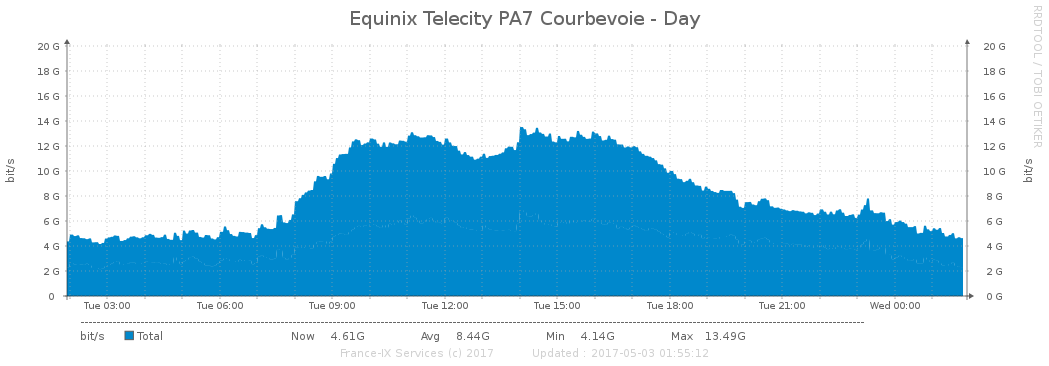 Equinix Telecity PA7 Courbevoie - Day
RRDTOOL / TOBI OETIKER
20 G 20 G
18 G 18 G
16 G 16 G
14 G 14 G
12 G 12 G
10 G 10 G
8 G 8 G
6 G 6 G
4 G 4 G
2 G 2 G
0 0 G
bit/s bit/s
Tue 03:00 Tue 06:00 Tue 09:00 Tue 12:00 Tue 15:00 Tue 18:00 Tue 21:00 Wed 00:00
bit/s Total Now 4.61G Avg 8.44G Min 4.14G Max 13.49G
France-IX Services (c) 2017 Updated : 2017-05-03 01:55:12